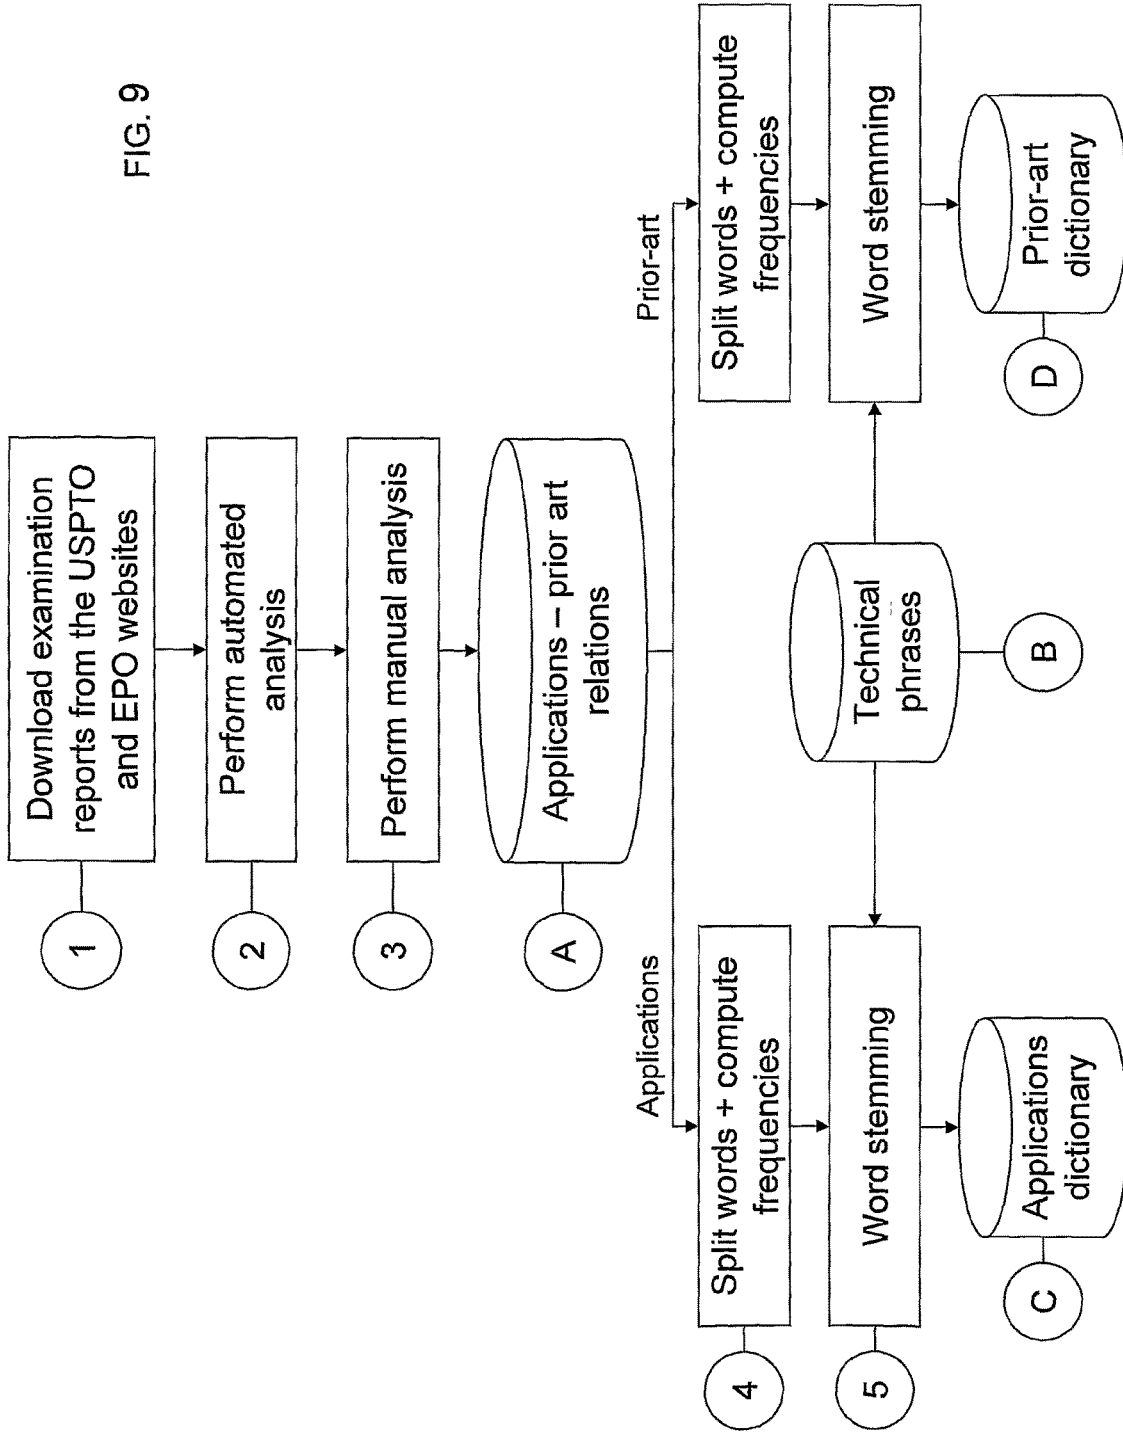 FIG. 9
1
Download examination
reports from the USPTO
and EPO websites
2
Perform automated
analysis
3
Perform manual analysis
A
Applications – prior art
relations
Applications
Prior-art
4
Split words + compute
frequencies
Split words + compute
frequencies
5
Word stemming
Technical
phrases
Word stemming
C
Applications
dictionary
B
D
Prior-art
dictionary